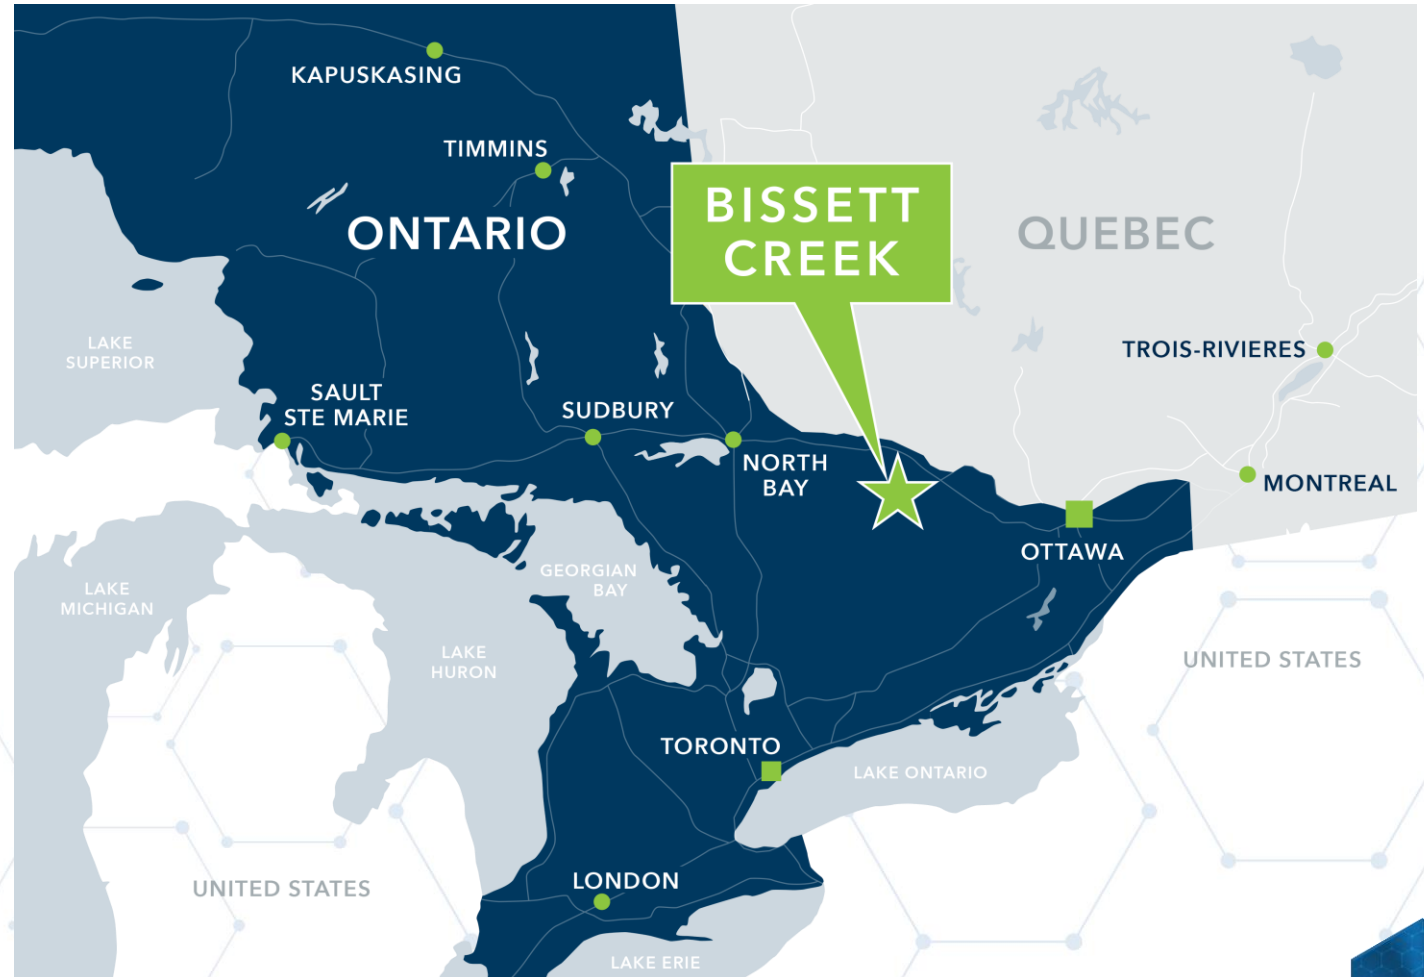 KAPUSKASING
TIMMINS
ONTARIO
BISSETT
CREEK
QUEBEC
LAKE
SUPERIOR
TROIS-RIVIERES
SAULT
STE MARIE
SUDBURY
NORTH
BAY
MONTREAL
OTTAWA
GEORGIAN
BAY
LAKE
MICHIGAN
LAKE
HURON
UNITED STATES
TORONTO
LAKE ONTARIO
UNITED STATES
LONDON
LAKE ERIE